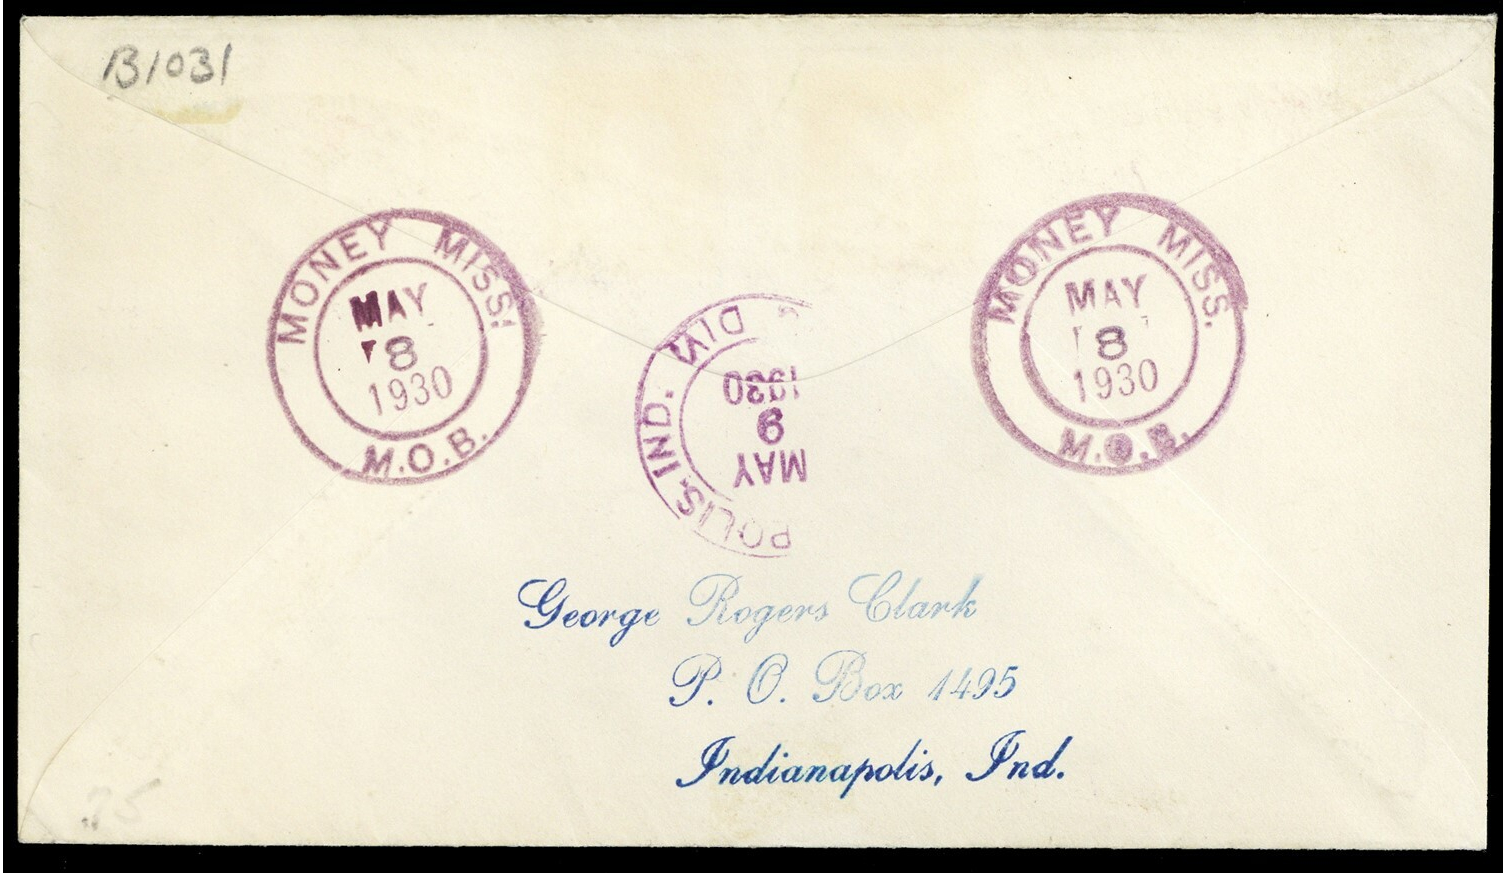 B1031
MONEY MISS.
MAY
8
1930
M.O.B.
MONEY MISS.
MAY
8
1930
M.O.B.
POLIS, IND. DIV.
MAY
9
1930
George Rogers Clark
P. O. Box 1495
Indianapolis, Ind.
75